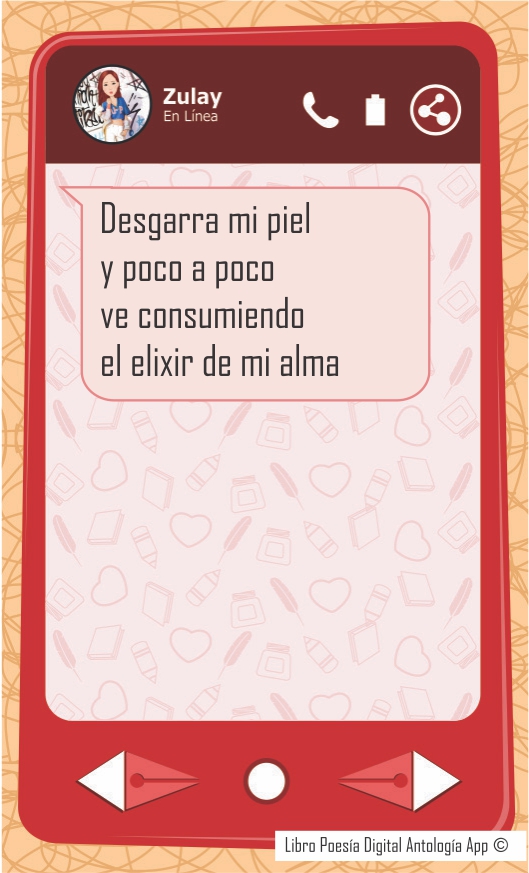 Zulay
En Línea
Desgarra mi piel
y poco a poco
ve consumiendo
el elixir de mi alma
Libro Poesía Digital Antología App ©